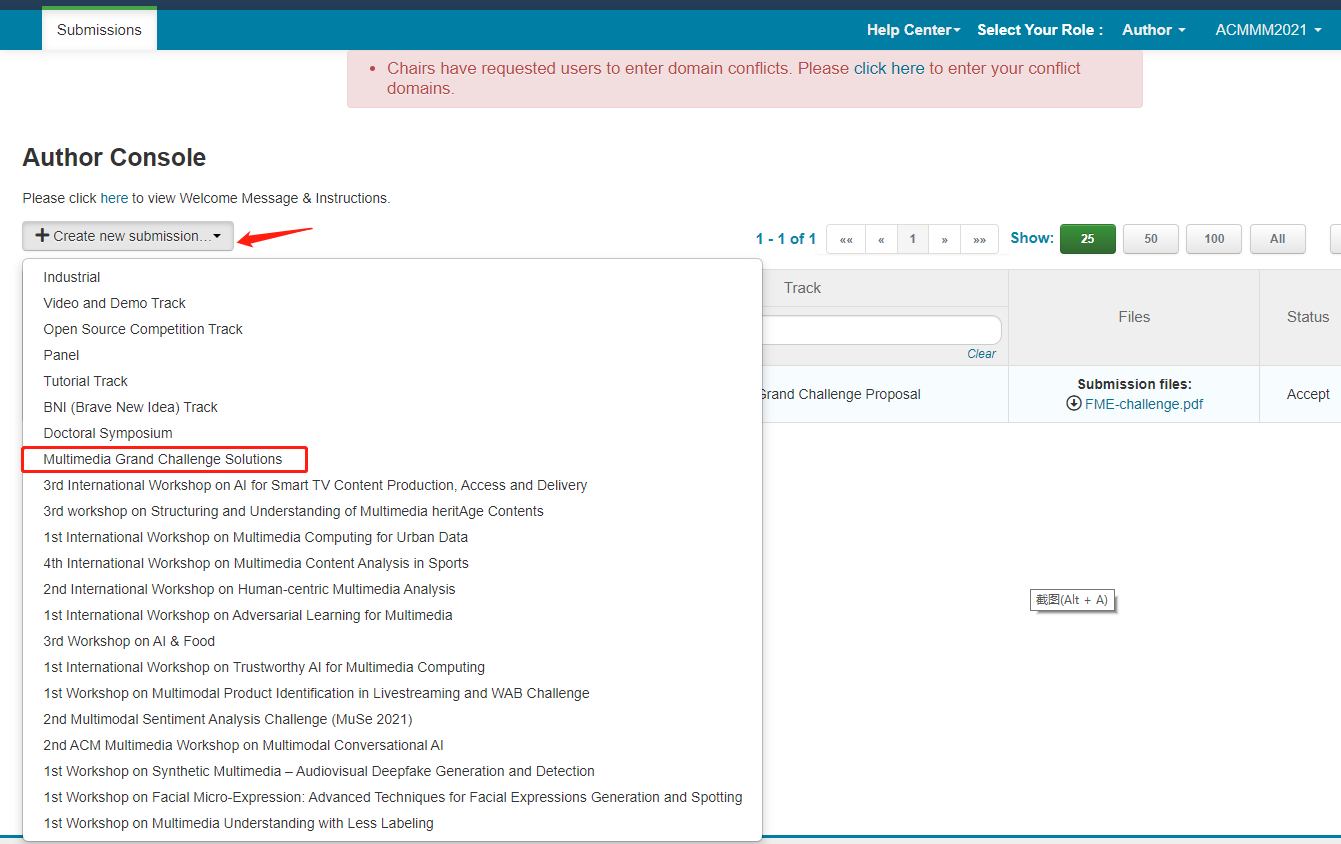 Submissions
Help Center
Select Your Role :
Author
ACMMM2021
Chairs have requested users to enter domain conflicts. Please click here to enter your conflict
domains.
Author Console
Please click here to view Welcome Message & Instructions.
Create new submission...
1 - 1 of 1
««
«
1
»
»»
Show:
25
50
100
All
Industrial
Video and Demo Track
Open Source Competition Track
Panel
Tutorial Track
BNI (Brave New Idea) Track
Doctoral Symposium
Multimedia Grand Challenge Solutions
3rd International Workshop on AI for Smart TV Content Production, Access and Delivery
3rd workshop on Structuring and Understanding of Multimedia heritAge Contents
1st International Workshop on Multimedia Computing for Urban Data
4th International Workshop on Multimedia Content Analysis in Sports
2nd International Workshop on Human-centric Multimedia Analysis
1st International Workshop on Adversarial Learning for Multimedia
3rd Workshop on AI & Food
1st International Workshop on Trustworthy AI for Multimedia Computing
1st Workshop on Multimodal Product Identification in Livestreaming and WAB Challenge
2nd Multimodal Sentiment Analysis Challenge (MuSe 2021)
2nd ACM Multimedia Workshop on Multimodal Conversational AI
1st Workshop on Synthetic Multimedia – Audiovisual Deepfake Generation and Detection
1st Workshop on Facial Micro-Expression: Advanced Techniques for Facial Expressions Generation and Spotting
1st Workshop on Multimedia Understanding with Less Labeling
Track
Files
Status
Clear
Grand Challenge Proposal
Submission files:
FME-challenge.pdf
Accept
截图(Alt + A)